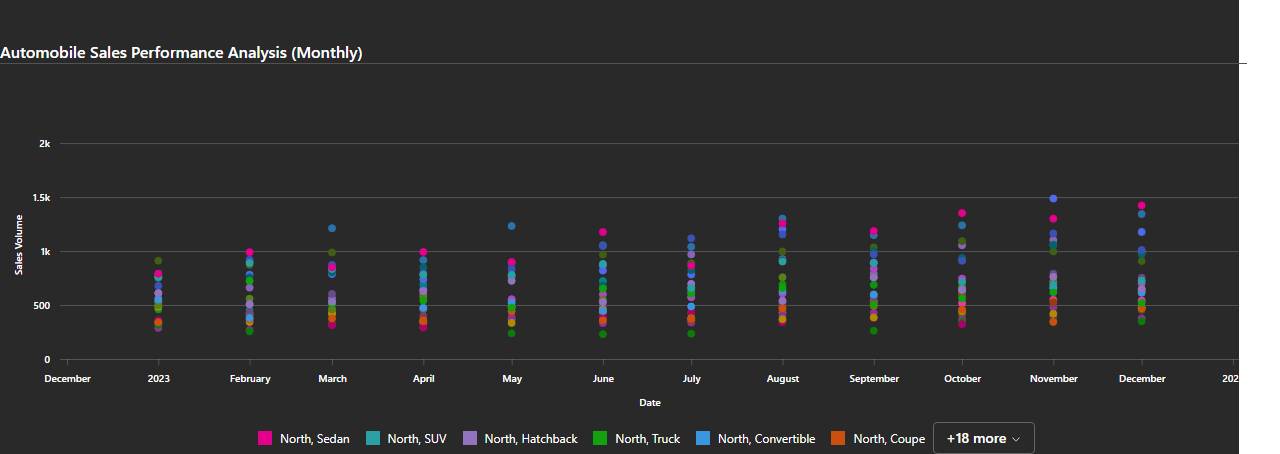 Automobile Sales Performance Analysis (Monthly)
2k
1.5k
1k
500
0
Sales Volume
December 2023 February March April May June July August September October November December 202
Date
North, Sedan North, SUV North, Hatchback North, Truck North, Convertible North, Coupe +18 more